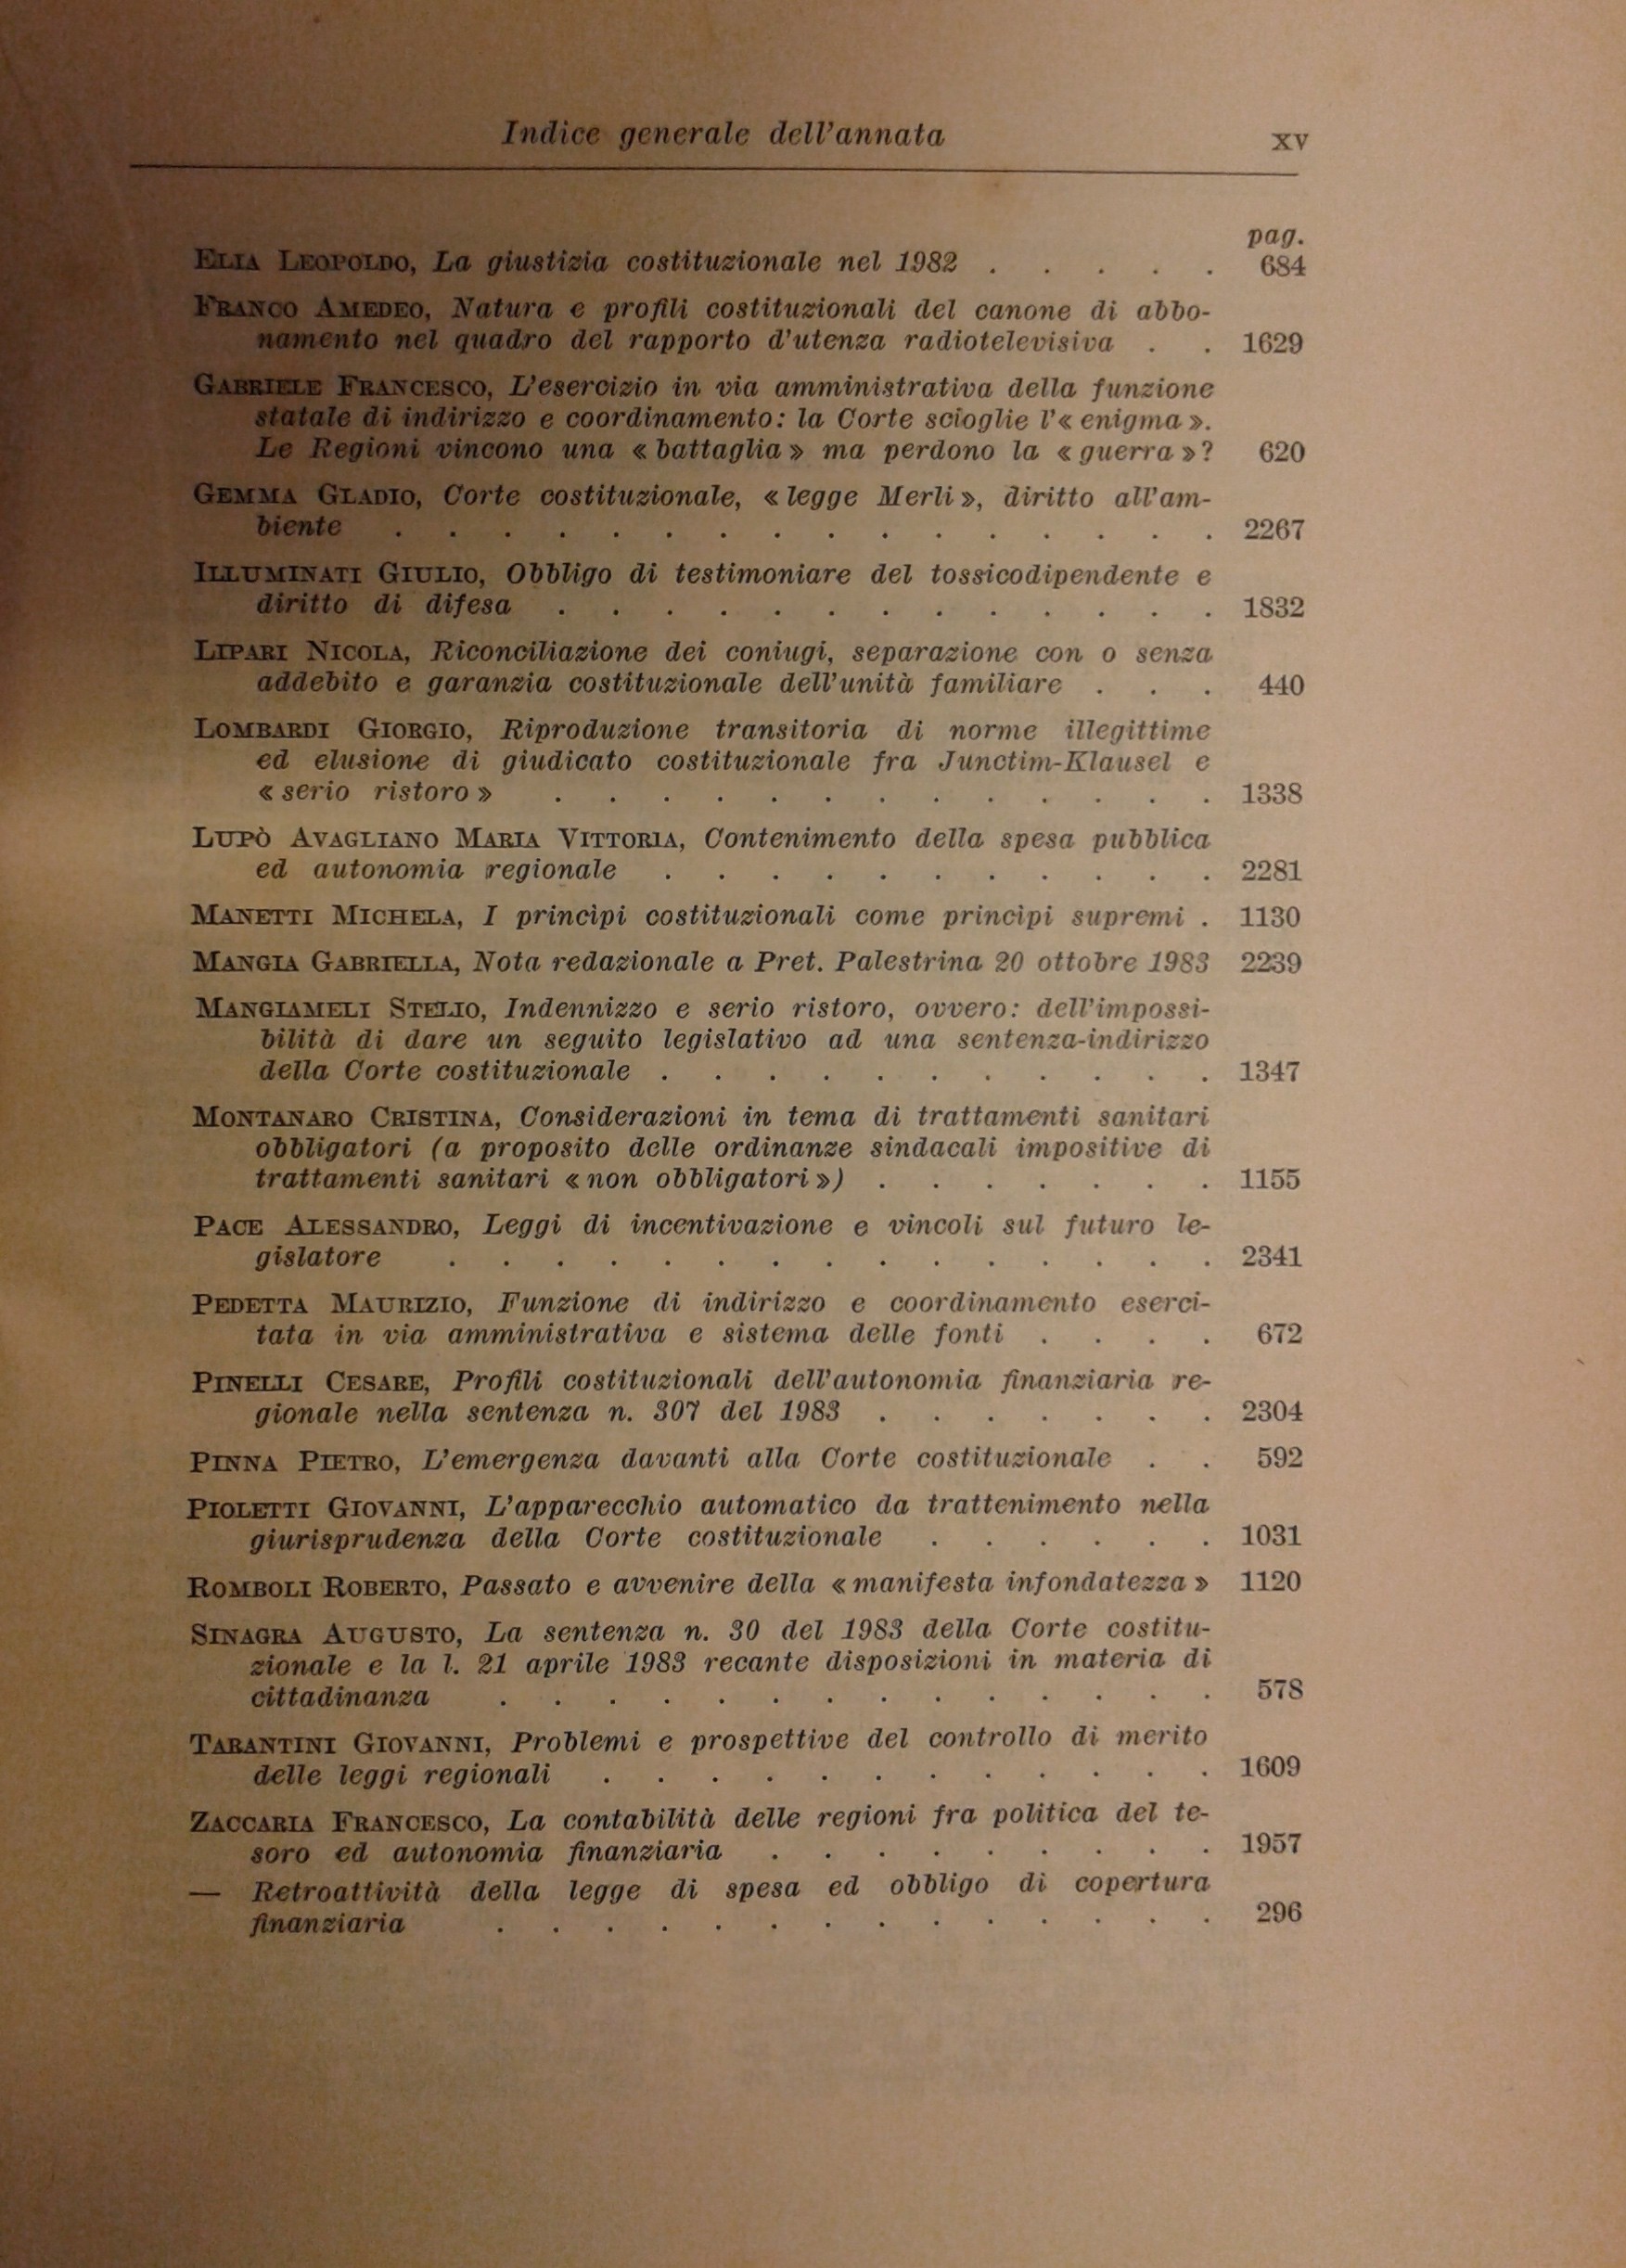 Indice generale dell'annata xv
pag.
Elia Leopoldo, La giustizia costituzionale nel 1982 . . . . . 684
Franco Amedeo, Natura e profili costituzionali del canone di abbo-
namento nel quadro del rapporto d'utenza radiotelevisiva . . 1629
Gabriele Francesco, L'esercizio in via amministrativa della funzione
statale di indirizzo e coordinamento: la Corte scioglie l'« enigma ».
Le Regioni vincono una « battaglia » ma perdono la « guerra »? 620
Gemma Gladio, Corte costituzionale, « legge Merli », diritto all'am-
biente . . . . . . . . . . . . . . . . 2267
Illuminati Giulio, Obbligo di testimoniare del tossicodipendente e
diritto di difesa . . . . . . . . . . . . . 1832
Lipari Nicola, Riconciliazione dei coniugi, separazione con o senza
addebito e garanzia costituzionale dell'unità familiare . . . 440
Lombardi Giorgio, Riproduzione transitoria di norme illegittime
ed elusione di giudicato costituzionale fra Junctim-Klausel e
« serio ristoro » . . . . . . . . . . . . . 1338
Lupò Avagliano Maria Vittoria, Contenimento della spesa pubblica
ed autonomia regionale . . . . . . . . . . . 2281
Manetti Michela, I princìpi costituzionali come princìpi supremi . 1130
Mangia Gabriella, Nota redazionale a Pret. Palestrina 20 ottobre 1983 2239
Mangiameli Stelio, Indennizzo e serio ristoro, ovvero: dell'impossi-
bilità di dare un seguito legislativo ad una sentenza-indirizzo
della Corte costituzionale . . . . . . . . . . . 1347
Montanaro Cristina, Considerazioni in tema di trattamenti sanitari
obbligatori (a proposito delle ordinanze sindacali impositive di
trattamenti sanitari « non obbligatori ») . . . . . . . 1155
Pace Alessandro, Leggi di incentivazione e vincoli sul futuro le-
gislatore . . . . . . . . . . . . . . . 2341
Pedetta Maurizio, Funzione di indirizzo e coordinamento eserci-
tata in via amministrativa e sistema delle fonti . . . . 672
Pinelli Cesare, Profili costituzionali dell'autonomia finanziaria re-
gionale nella sentenza n. 307 del 1983 . . . . . . . 2304
Pinna Pietro, L'emergenza davanti alla Corte costituzionale . . 592
Pioletti Giovanni, L'apparecchio automatico da trattenimento nella
giurisprudenza della Corte costituzionale . . . . . . 1031
Romboli Roberto, Passato e avvenire della « manifesta infondatezza » 1120
Sinagra Augusto, La sentenza n. 30 del 1983 della Corte costitu-
zionale e la l. 21 aprile 1983 recante disposizioni in materia di
cittadinanza . . . . . . . . . . . . . . 578
Tarantini Giovanni, Problemi e prospettive del controllo di merito
delle leggi regionali . . . . . . . . . . . . 1609
Zaccaria Francesco, La contabilità delle regioni fra politica del te-
soro ed autonomia finanziaria . . . . . . . . . 1957
— Retroattività della legge di spesa ed obbligo di copertura
finanziaria . . . . . . . . . . . . . . 296